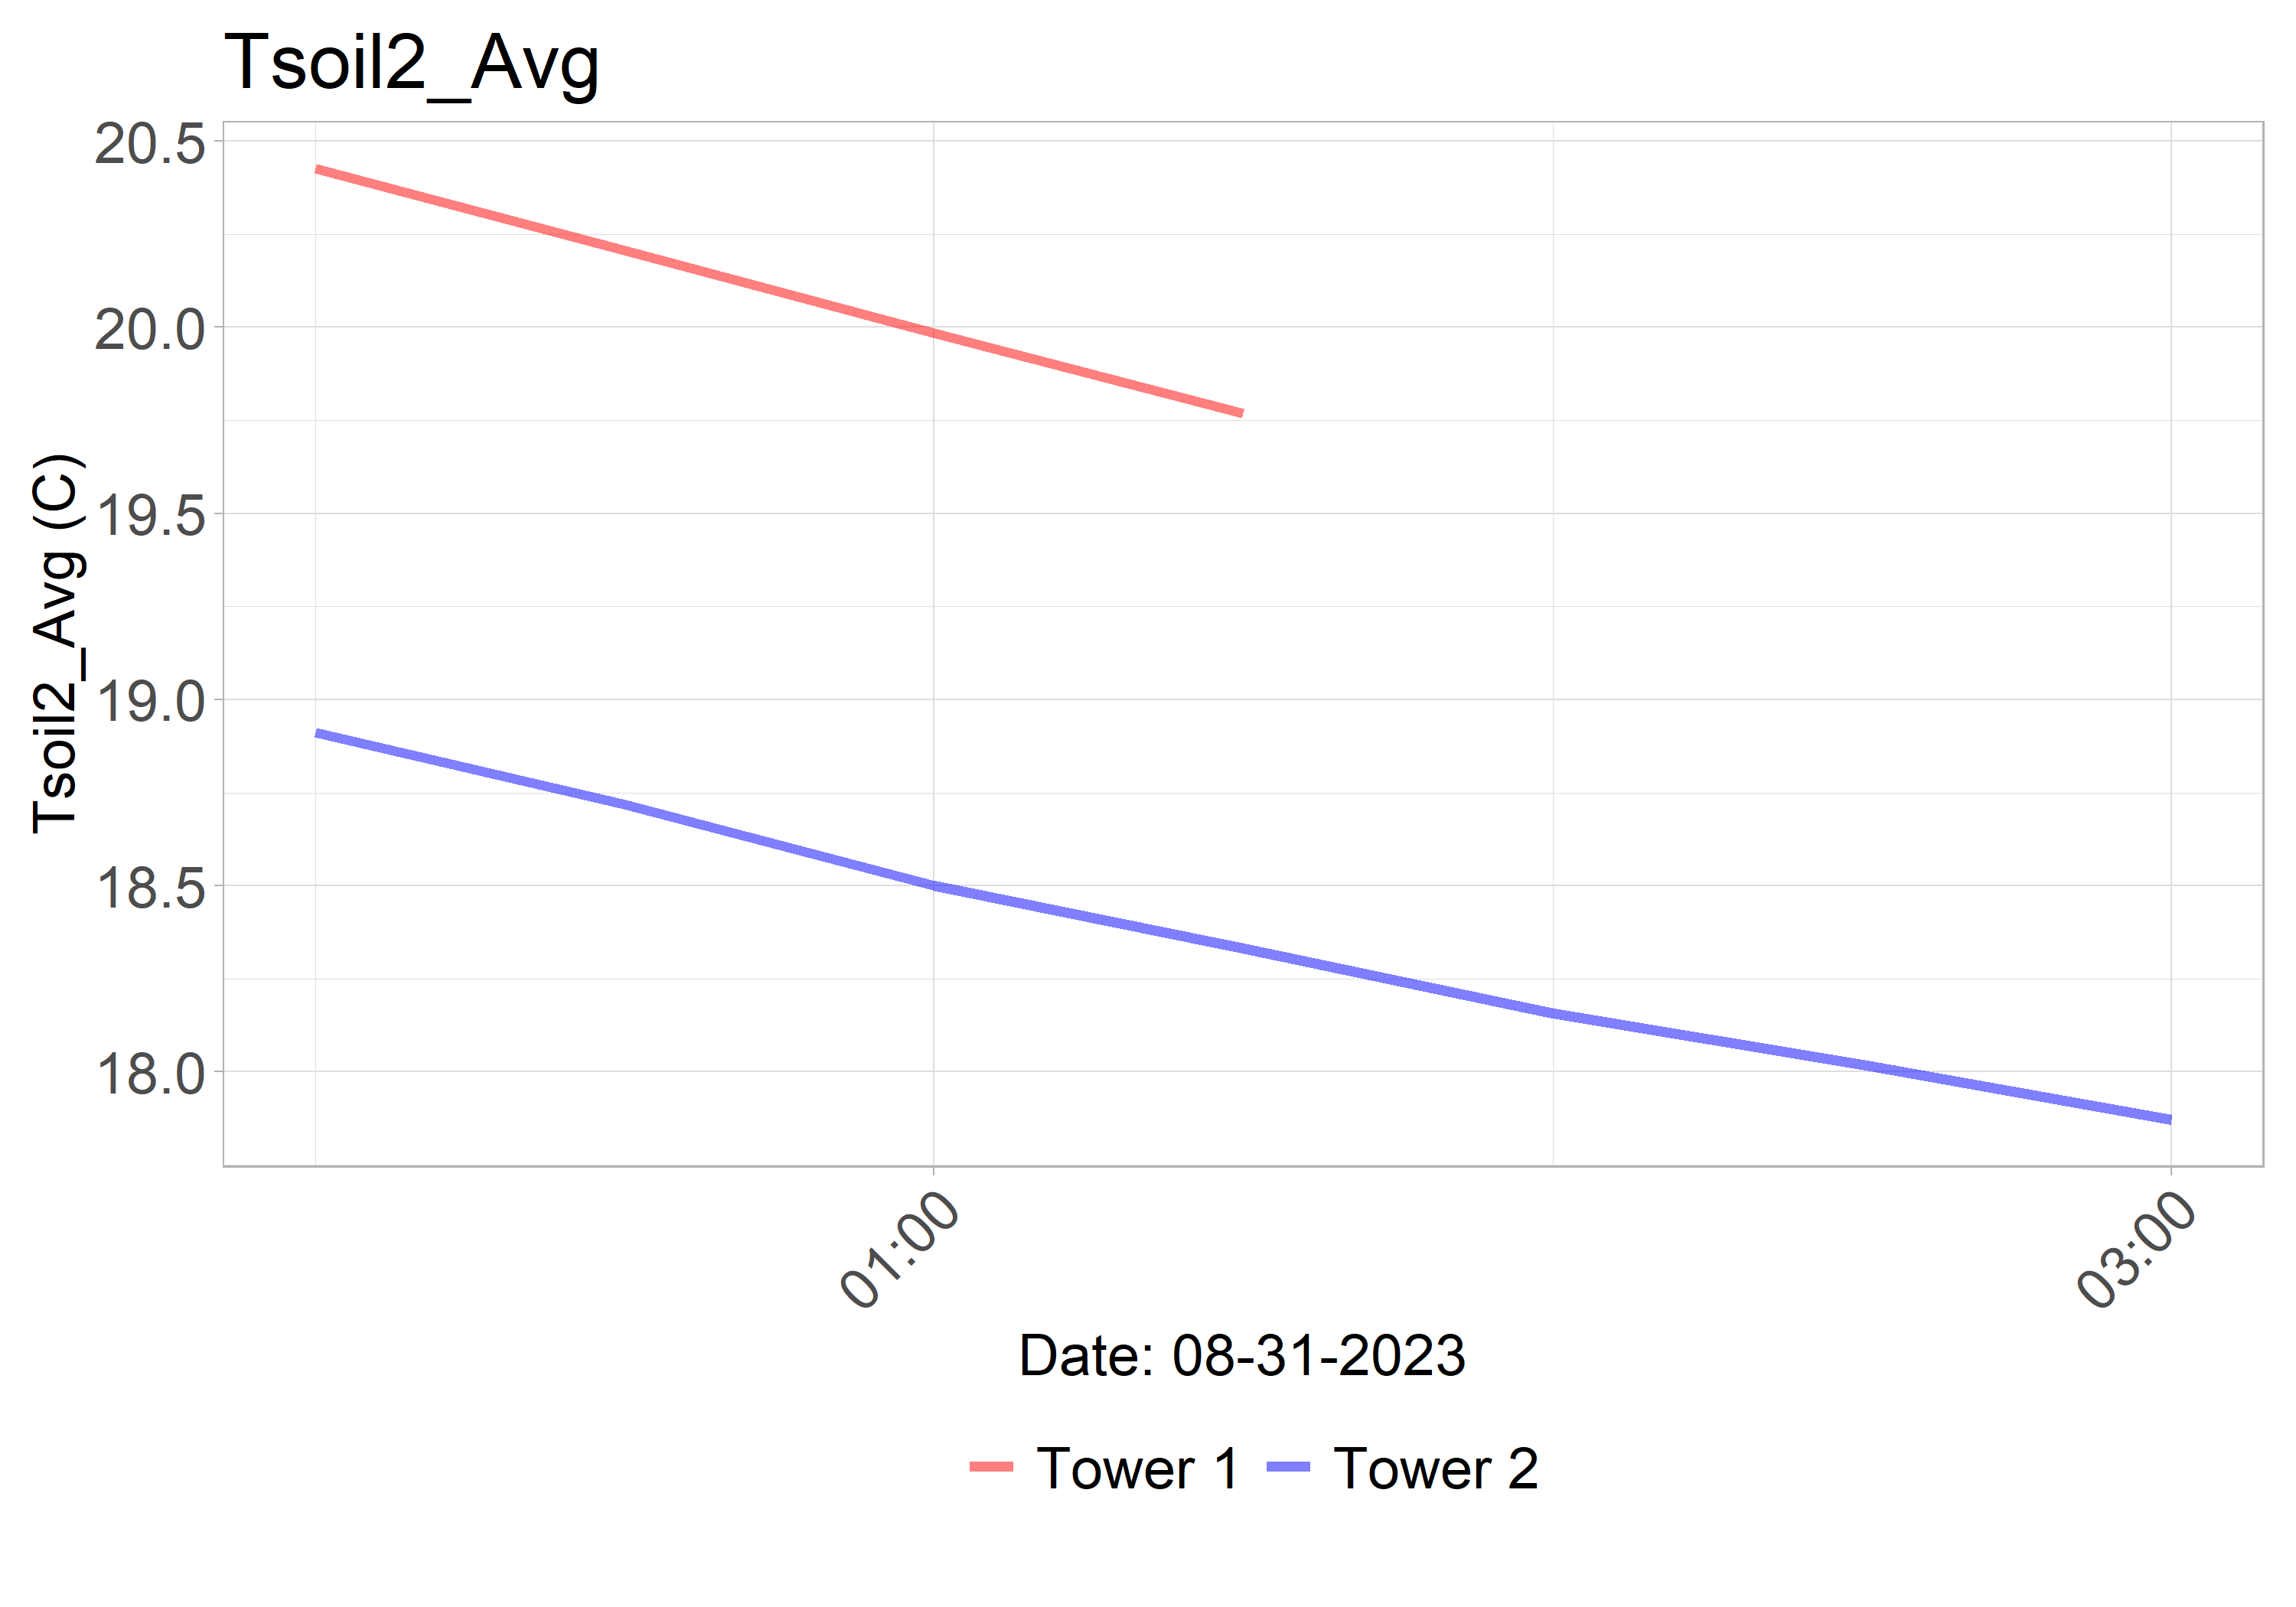 Tsoil2_Avg
Tsoil2_Avg (C)
20.5
20.0
19.5
19.0
18.5
18.0
01:00
03:00
Date: 08-31-2023
Tower 1
Tower 2